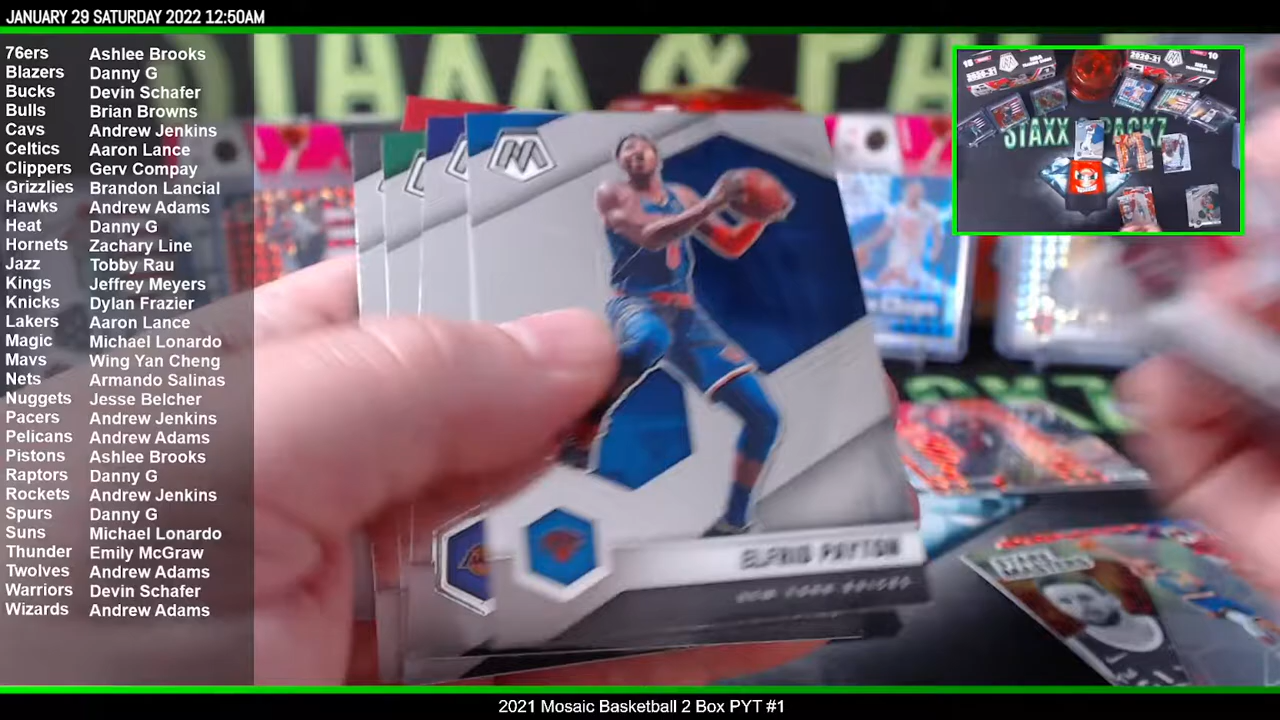 JANUARY 29 SATURDAY 2022 12:50AM
76ers Ashlee Brooks
Blazers Danny G
Bucks Devin Schafer
Bulls Brian Browns
Cavs Andrew Jenkins
Celtics Aaron Lance
Clippers Gerv Compay
Grizzlies Brandon Lancial
Hawks Andrew Adams
Heat Danny G
Hornets Zachary Line
Jazz Tobby Rau
Kings Jeffrey Meyers
Knicks Dylan Frazier
Lakers Aaron Lance
Magic Michael Lonardo
Mavs Wing Yan Cheng
Nets Armando Salinas
Nuggets Jesse Belcher
Pacers Andrew Jenkins
Pelicans Andrew Adams
Pistons Ashlee Brooks
Raptors Danny G
Rockets Andrew Jenkins
Spurs Danny G
Suns Michael Lonardo
Thunder Emily McGraw
Twolves Andrew Adams
Warriors Devin Schafer
Wizards Andrew Adams
STAXX PACKZ
ELFRID PAYTON
NEW YORK KNICKS
2021 Mosaic Basketball 2 Box PYT #1